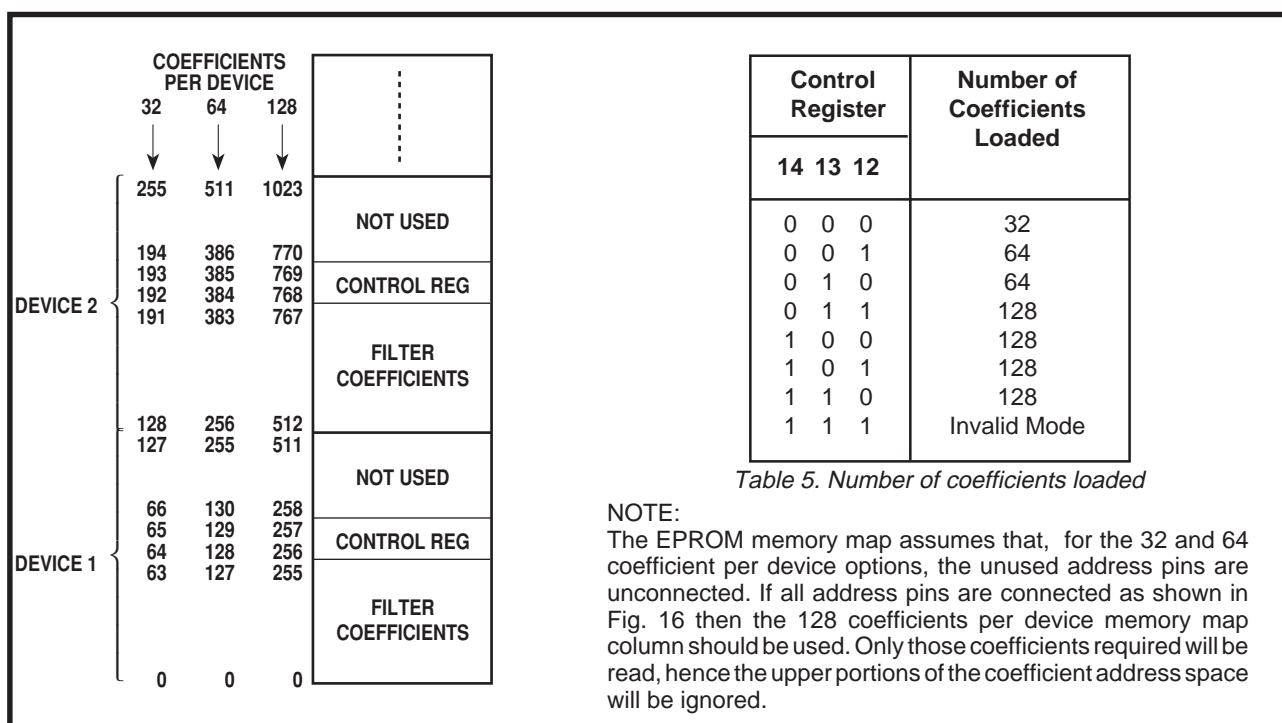 COEFFICIENTS
PER DEVICE
32 64 128
255 511 1023
NOT USED
194 386 770
193 385 769
CONTROL REG
192 384 768
DEVICE 2
191 383 767
FILTER
COEFFICIENTS
128 256 512
127 255 511
NOT USED
66 130 258
65 129 257
CONTROL REG
64 128 256
DEVICE 1
63 127 255
FILTER
COEFFICIENTS
0 0 0
Control
Register
Number of
Coefficients
Loaded
14 13 12
0 0 0 32
0 0 1 64
0 1 0 64
0 1 1 128
1 0 0 128
1 0 1 128
1 1 0 128
1 1 1 Invalid Mode
Table 5. Number of coefficients loaded
NOTE:
The EPROM memory map assumes that, for the 32 and 64
coefficient per device options, the unused address pins are
unconnected. If all address pins are connected as shown in
Fig. 16 then the 128 coefficients per device memory map
column should be used. Only those coefficients required will be
read, hence the upper portions of the coefficient address space
will be ignored.